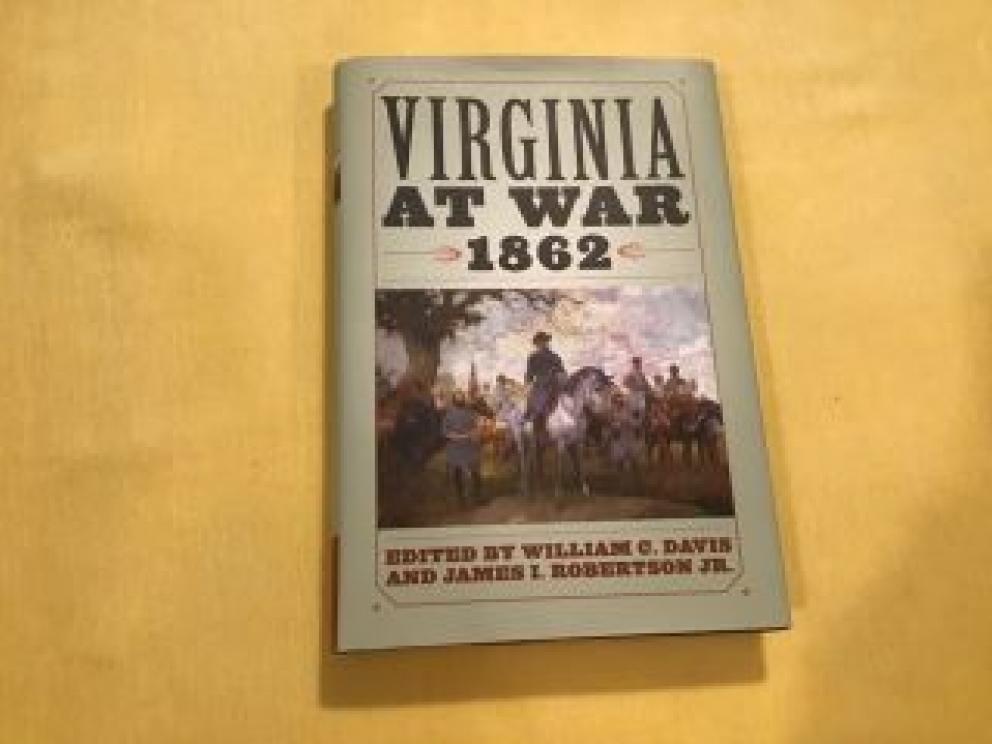 VIRGINIA
AT WAR
1862
EDITED BY WILLIAM C. DAVIS
AND JAMES I. ROBERTSON JR.